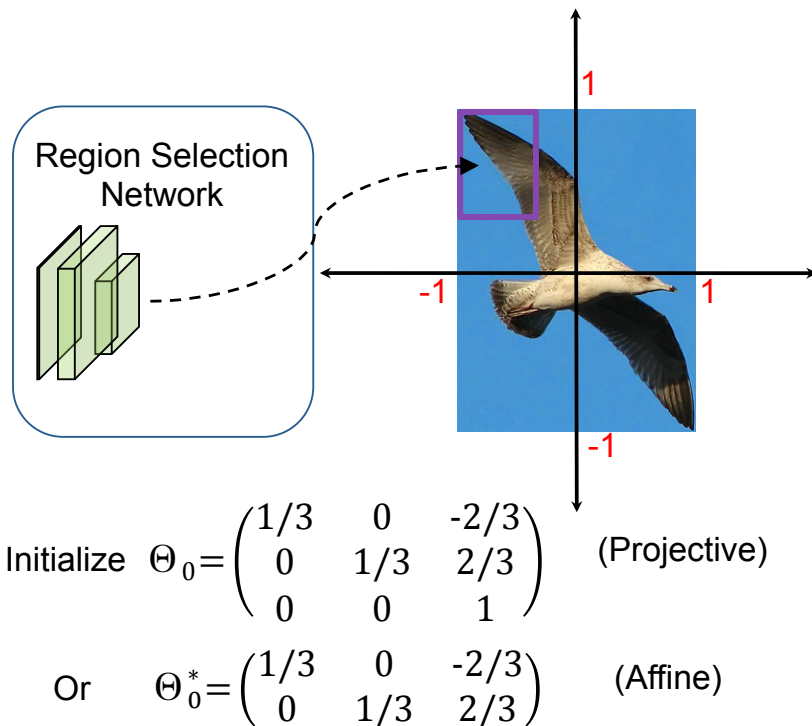 Region Selection
Network
1
-1
1
-1
Initialize Θ₀ = (1/3 0 -2/3
0 1/3 2/3
0 0 1) (Projective)
Or Θ₀* = (1/3 0 -2/3
0 1/3 2/3) (Affine)